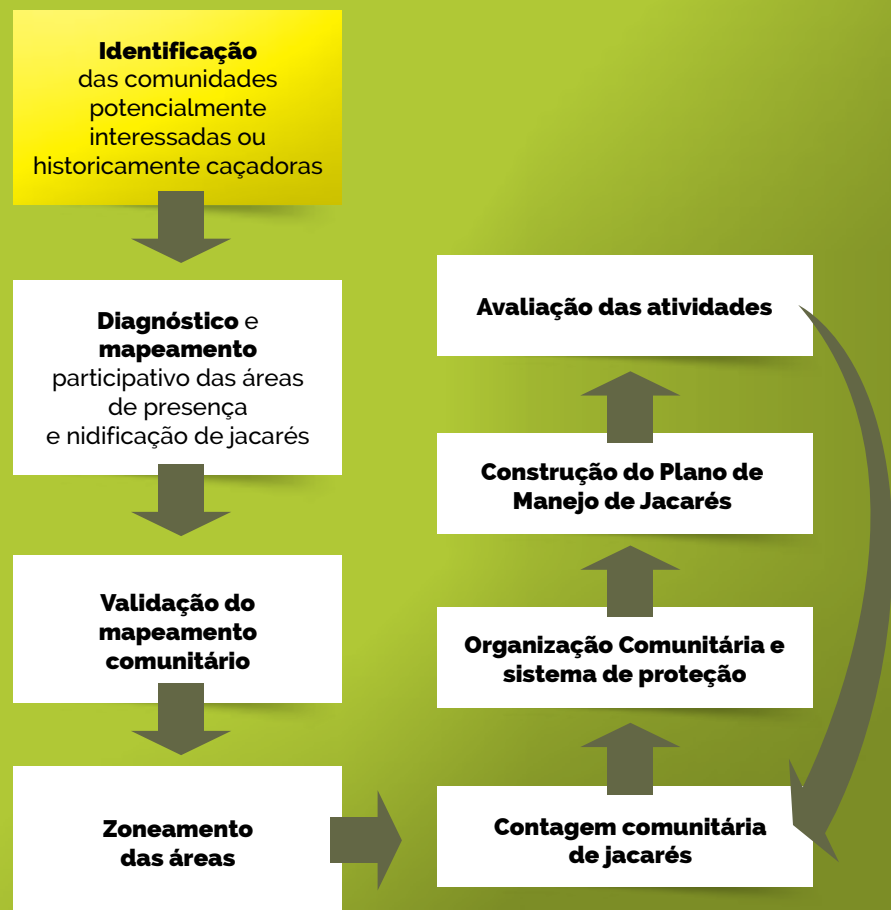 Identificação
das comunidades
potencialmente
interessadas ou
historicamente caçadoras
Diagnóstico e
mapeamento
participativo das áreas
de presença
e nidificação de jacarés
Validação do
mapeamento
comunitário
Zoneamento
das áreas
Contagem comunitária
de jacarés
Organização Comunitária e
sistema de proteção
Construção do Plano de
Manejo de Jacarés
Avaliação das atividades